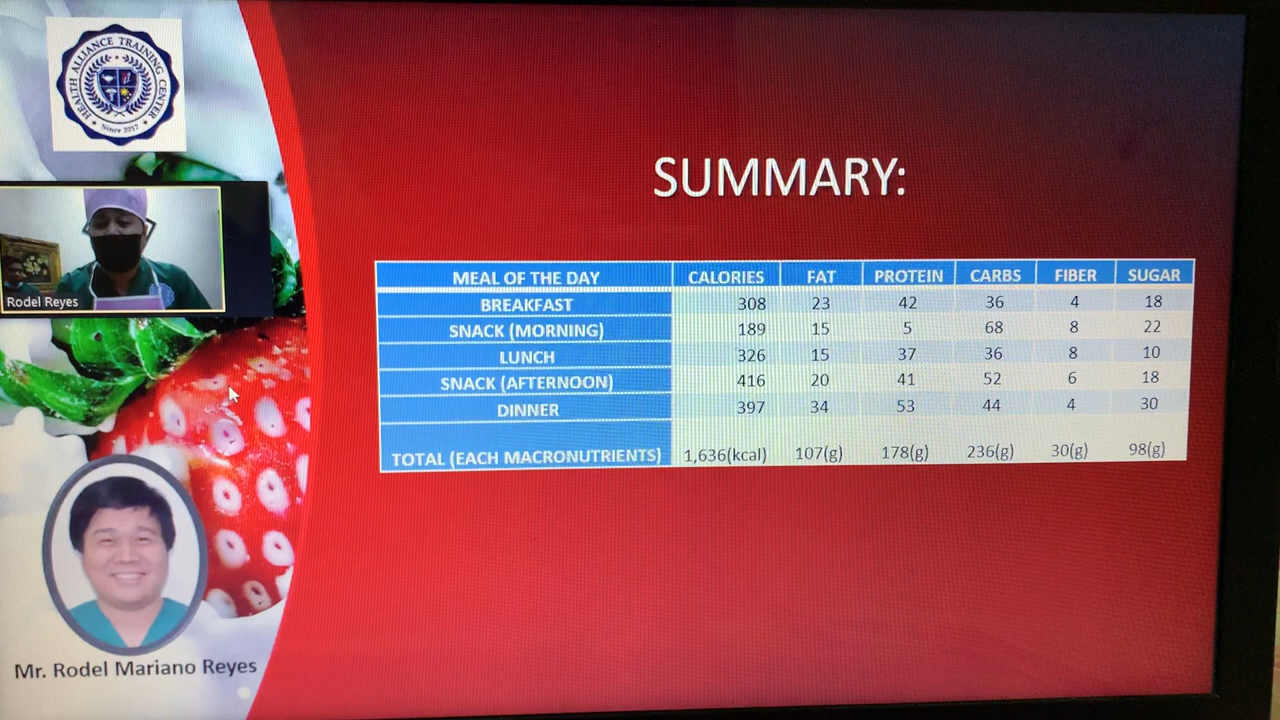 HEALTH ALLIANCE TRAINING CENTER
Since 2017
Rodel Reyes
Mr. Rodel Mariano Reyes
SUMMARY:
MEAL OF THE DAY CALORIES FAT PROTEIN CARBS FIBER SUGAR
BREAKFAST 308 23 42 36 4 18
SNACK (MORNING) 189 15 5 68 8 22
LUNCH 326 15 37 36 8 10
SNACK (AFTERNOON) 416 20 41 52 6 18
DINNER 397 34 53 44 4 30
TOTAL (EACH MACRONUTRIENTS) 1,636(kcal) 107(g) 178(g) 236(g) 30(g) 98(g)